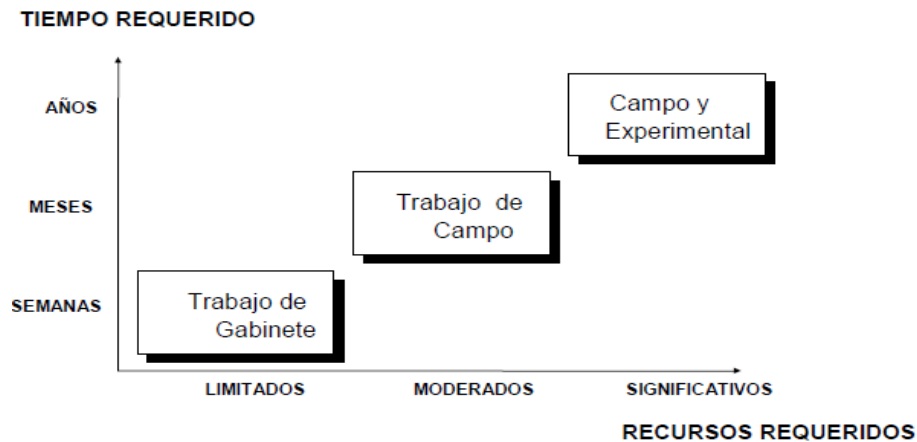 TIEMPO REQUERIDO
AÑOS
Campo y
Experimental
MESES
Trabajo de
Campo
SEMANAS
Trabajo de
Gabinete
LIMITADOS
MODERADOS
SIGNIFICATIVOS
RECURSOS REQUERIDOS